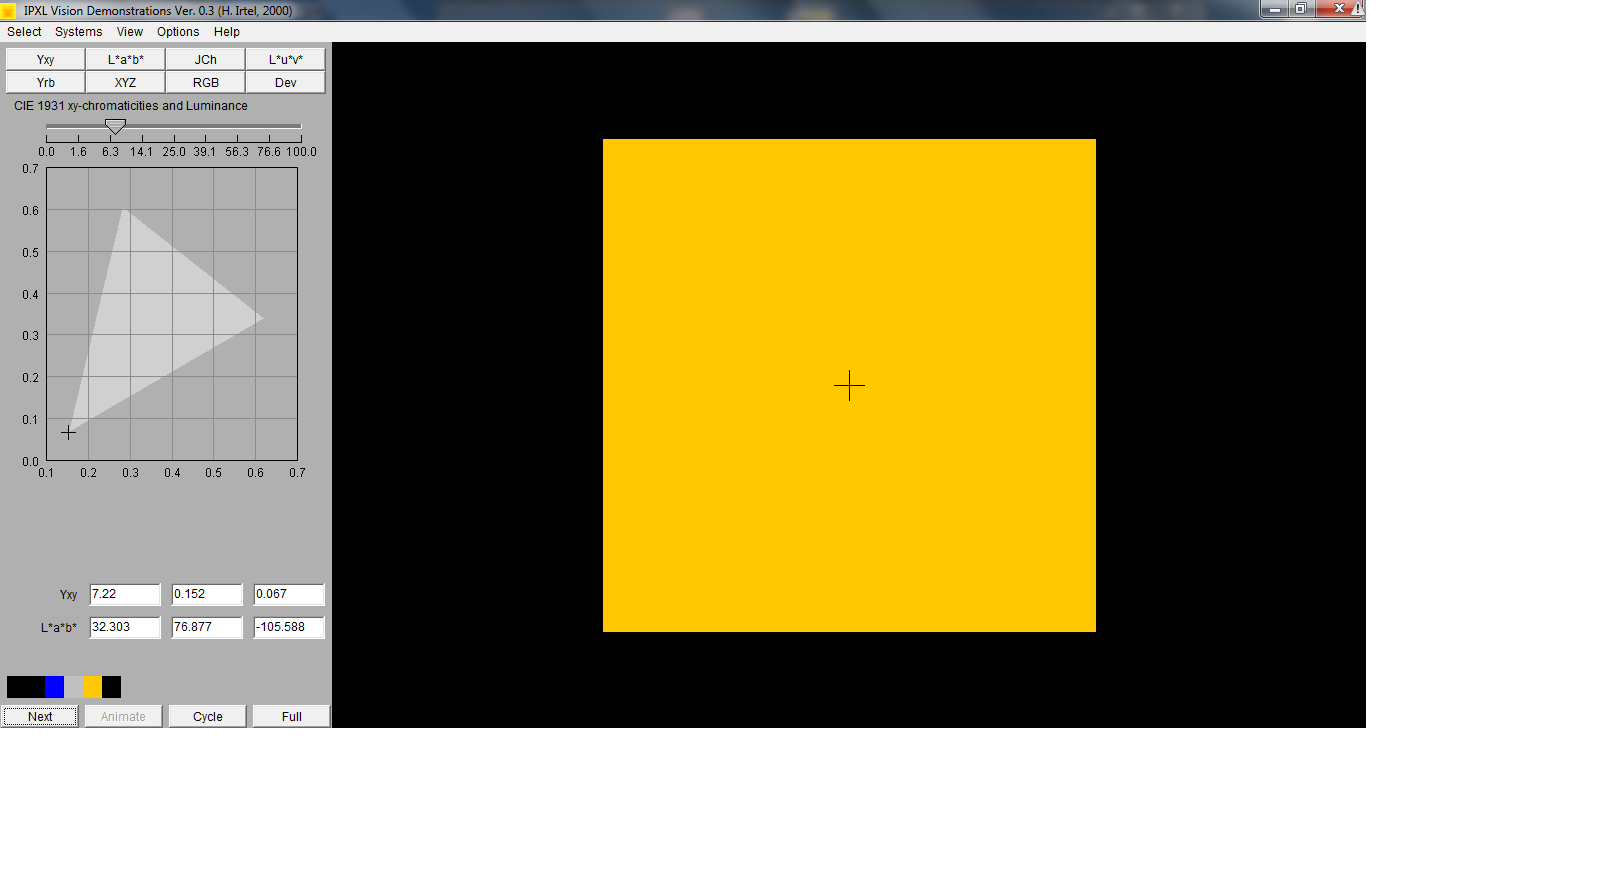 IPXL Vision Demonstrations Ver. 0.3 (H. Irtel, 2000)
Select Systems View Options Help
Yxy L*a*b* JCh L*u*v*
Yrb XYZ RGB Dev
CIE 1931 xy-chromaticities and Luminance
0.0 1.6 6.3 14.1 25.0 39.1 56.3 76.6 100.0
0.7
0.6
0.5
0.4
0.3
0.2
0.1
0.0
0.1 0.2 0.3 0.4 0.5 0.6 0.7
Yxy 7.22 0.152 0.067
L*a*b* 32.303 76.877 -105.588
Next Animate Cycle Full